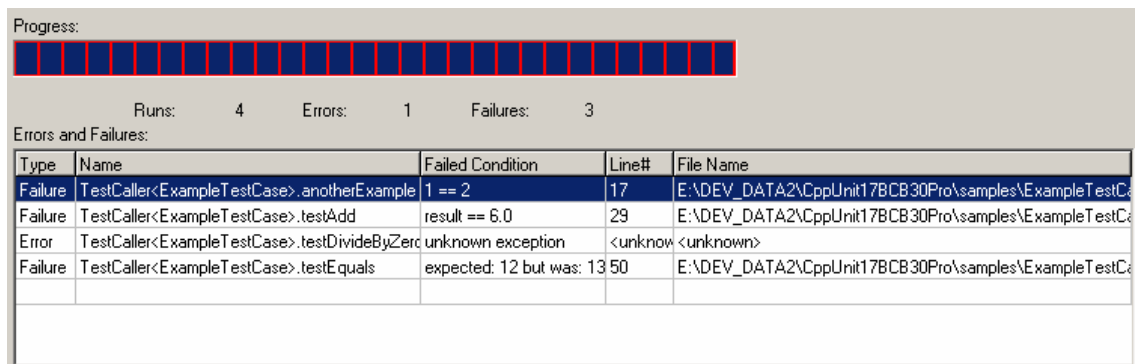 Progress:
Runs: 4 Errors: 1 Failures: 3
Errors and Failures:
Type Name Failed Condition Line# File Name
Failure TestCaller<ExampleTestCase>.anotherExample 1 == 2 17 E:\DEV_DATA2\CppUnit17BCB30Pro\samples\ExampleTestCa
Failure TestCaller<ExampleTestCase>.testAdd result == 6.0 29 E:\DEV_DATA2\CppUnit17BCB30Pro\samples\ExampleTestCa
Error TestCaller<ExampleTestCase>.testDivideByZero unknown exception <unknow <unknown>
Failure TestCaller<ExampleTestCase>.testEquals expected: 12 but was: 13 50 E:\DEV_DATA2\CppUnit17BCB30Pro\samples\ExampleTestCa